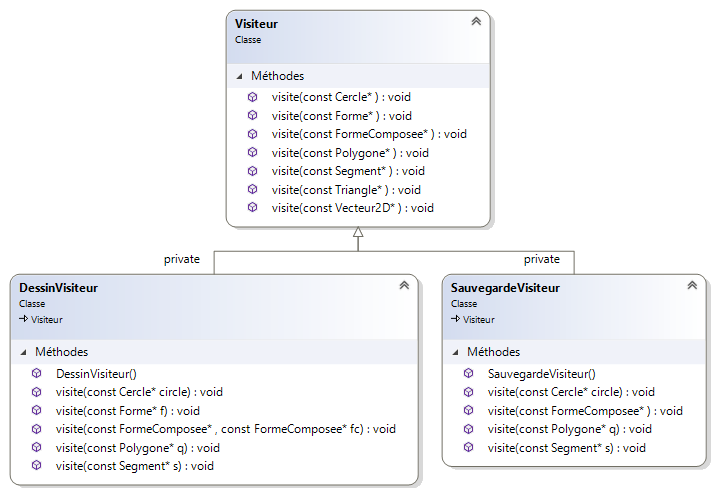 Visiteur
Classe
Méthodes
visite(const Cercle* ) : void
visite(const Forme* ) : void
visite(const FormeComposee* ) : void
visite(const Polygone* ) : void
visite(const Segment* ) : void
visite(const Triangle* ) : void
visite(const Vecteur2D* ) : void
private
private
DessinVisiteur
Classe
Visiteur
Méthodes
DessinVisiteur()
visite(const Cercle* circle) : void
visite(const Forme* f) : void
visite(const FormeComposee* , const FormeComposee* fc) : void
visite(const Polygone* q) : void
visite(const Segment* s) : void
SauvegardeVisiteur
Classe
Visiteur
Méthodes
SauvegardeVisiteur()
visite(const Cercle* circle) : void
visite(const FormeComposee* ) : void
visite(const Polygone* q) : void
visite(const Segment* s) : void